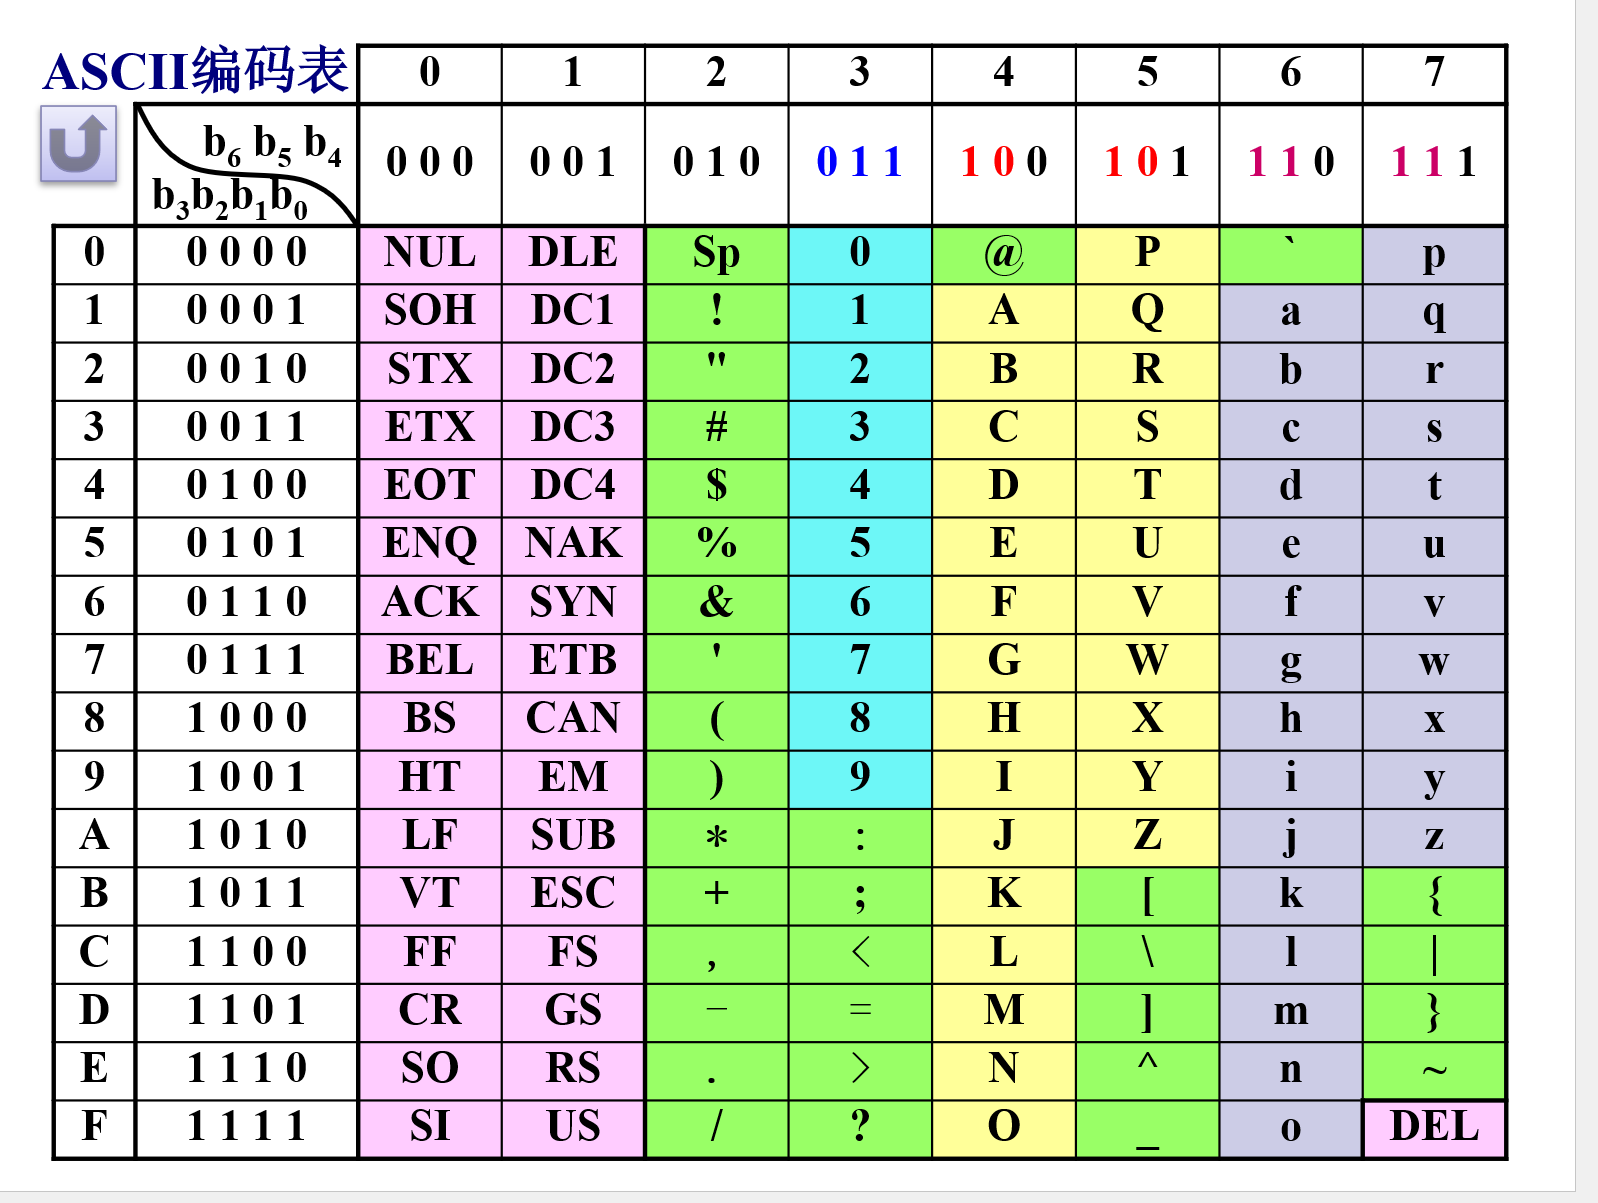 ASCII编码表 0 1 2 3 4 5 6 7
b6 b5 b4 0 0 0 0 0 1 0 1 0 0 1 1 1 0 0 1 0 1 1 1 0 1 1 1
b3b2b1b0
0 0 0 0 0 NUL DLE Sp 0 @ P ` p
1 0 0 0 1 SOH DC1 ! 1 A Q a q
2 0 0 1 0 STX DC2 " 2 B R b r
3 0 0 1 1 ETX DC3 # 3 C S c s
4 0 1 0 0 EOT DC4 $ 4 D T d t
5 0 1 0 1 ENQ NAK % 5 E U e u
6 0 1 1 0 ACK SYN & 6 F V f v
7 0 1 1 1 BEL ETB ' 7 G W g w
8 1 0 0 0 BS CAN ( 8 H X h x
9 1 0 0 1 HT EM ) 9 I Y i y
A 1 0 1 0 LF SUB * : J Z j z
B 1 0 1 1 VT ESC + ; K [ k {
C 1 1 0 0 FF FS , < L \ l |
D 1 1 0 1 CR GS − = M ] m }
E 1 1 1 0 SO RS . > N ^ n ~
F 1 1 1 1 SI US / ? O _ o DEL